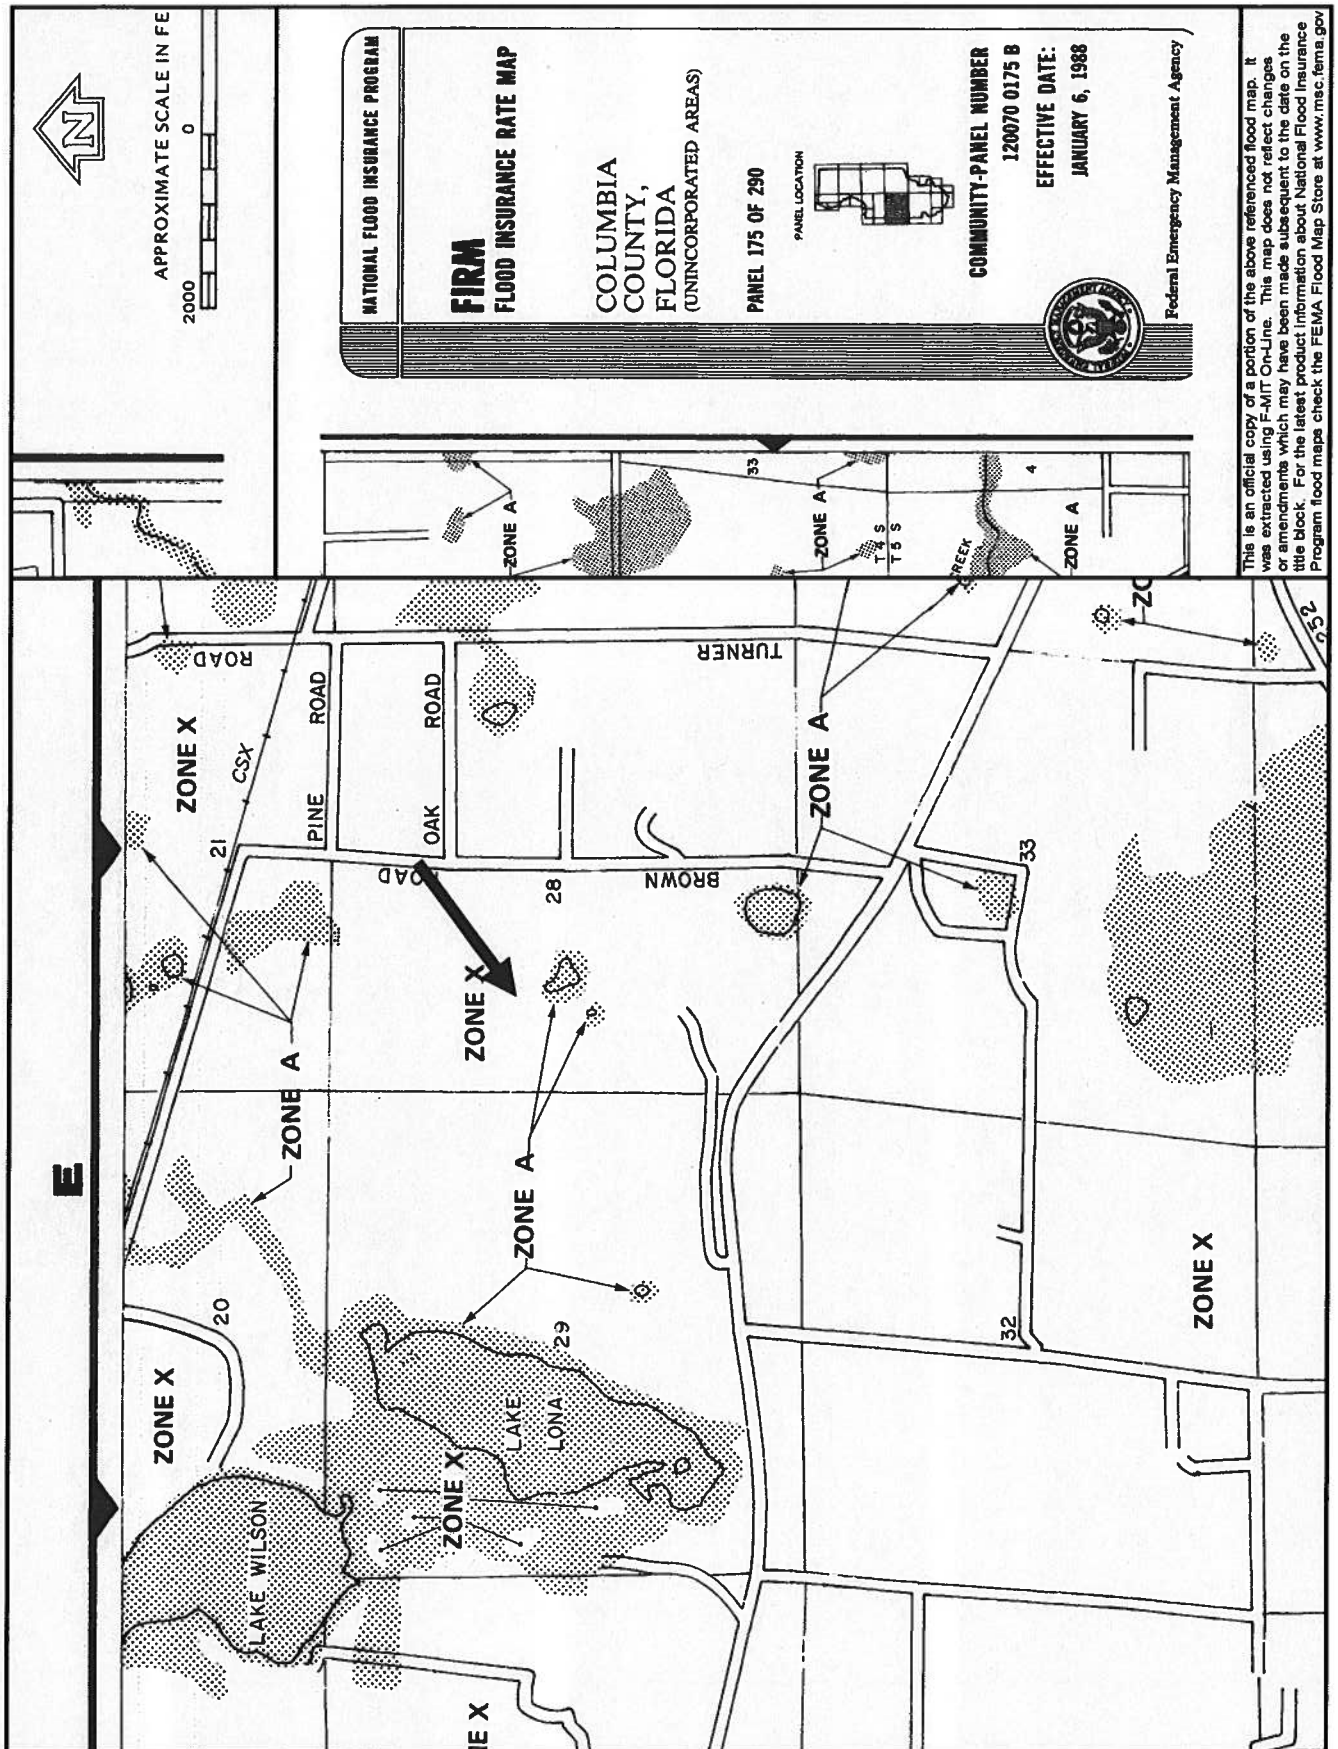 APPROXIMATE SCALE IN FE
2000 0
N
NATIONAL FLOOD INSURANCE PROGRAM
FIRM
FLOOD INSURANCE RATE MAP
COLUMBIA
COUNTY,
FLORIDA
(UNINCORPORATED AREAS)
PANEL 175 OF 290
PANEL LOCATION
COMMUNITY-PANEL NUMBER
120070 0175 B
EFFECTIVE DATE:
JANUARY 6, 1988
Federal Emergency Management Agency
This is an official copy of a portion of the above referenced flood map. It
was extracted using F-MIT On-Line. This map does not reflect changes
or amendments which may have been made subsequent to the date on the
title block. For the latest product information about National Flood Insurance
Program flood maps check the FEMA Flood Map Store at www.msc.fema.gov
ZONE A
33
ZONE A
T 4 S
T 5 S
CREEK
4
ZONE A
E
ROAD
ZONE X
CSX
21
PINE ROAD
OAK ROAD
TURNER
ZONE A
ZO
252
OAD
28
BROWN
33
ZONE X
ZONE A
ZONE A
20
29
32
ZONE X
ZONE X
LAKE
LONA
ZONE X
LAKE WILSON
NE X